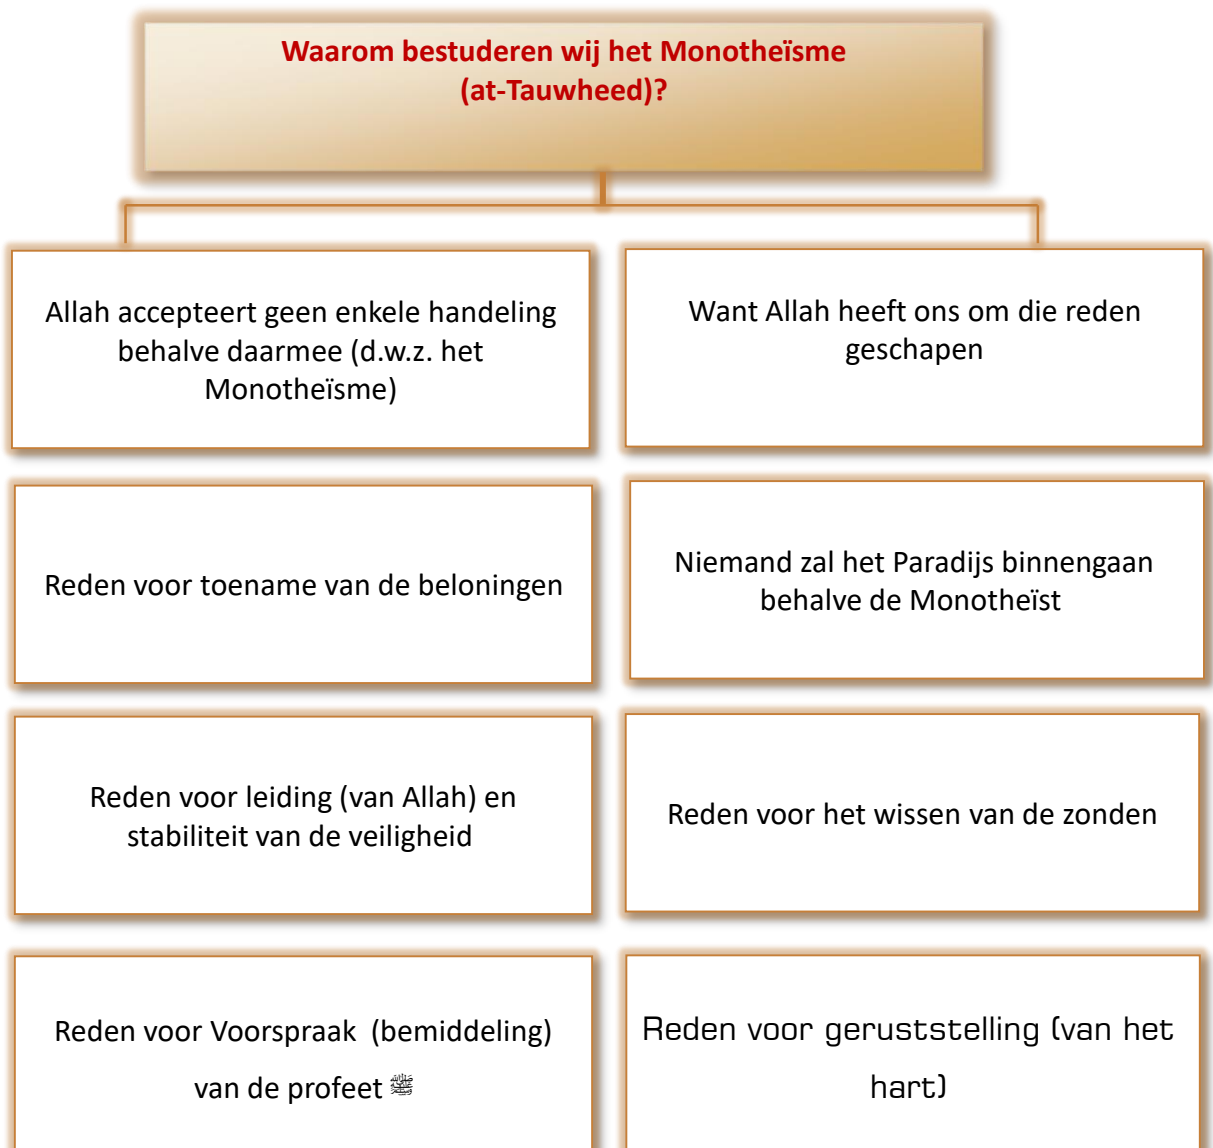 Waarom bestuderen wij het Monotheïsme
(at-Tauwheed)?
Allah accepteert geen enkele handeling
behalve daarmee (d.w.z. het
Monotheïsme)
Want Allah heeft ons om die reden
geschapen
Reden voor toename van de beloningen
Niemand zal het Paradijs binnengaan
behalve de Monotheïst
Reden voor leiding (van Allah) en
stabiliteit van de veiligheid
Reden voor het wissen van de zonden
Reden voor Voorspraak (bemiddeling)
van de profeet ﷺ
Reden voor geruststelling (van het
hart)